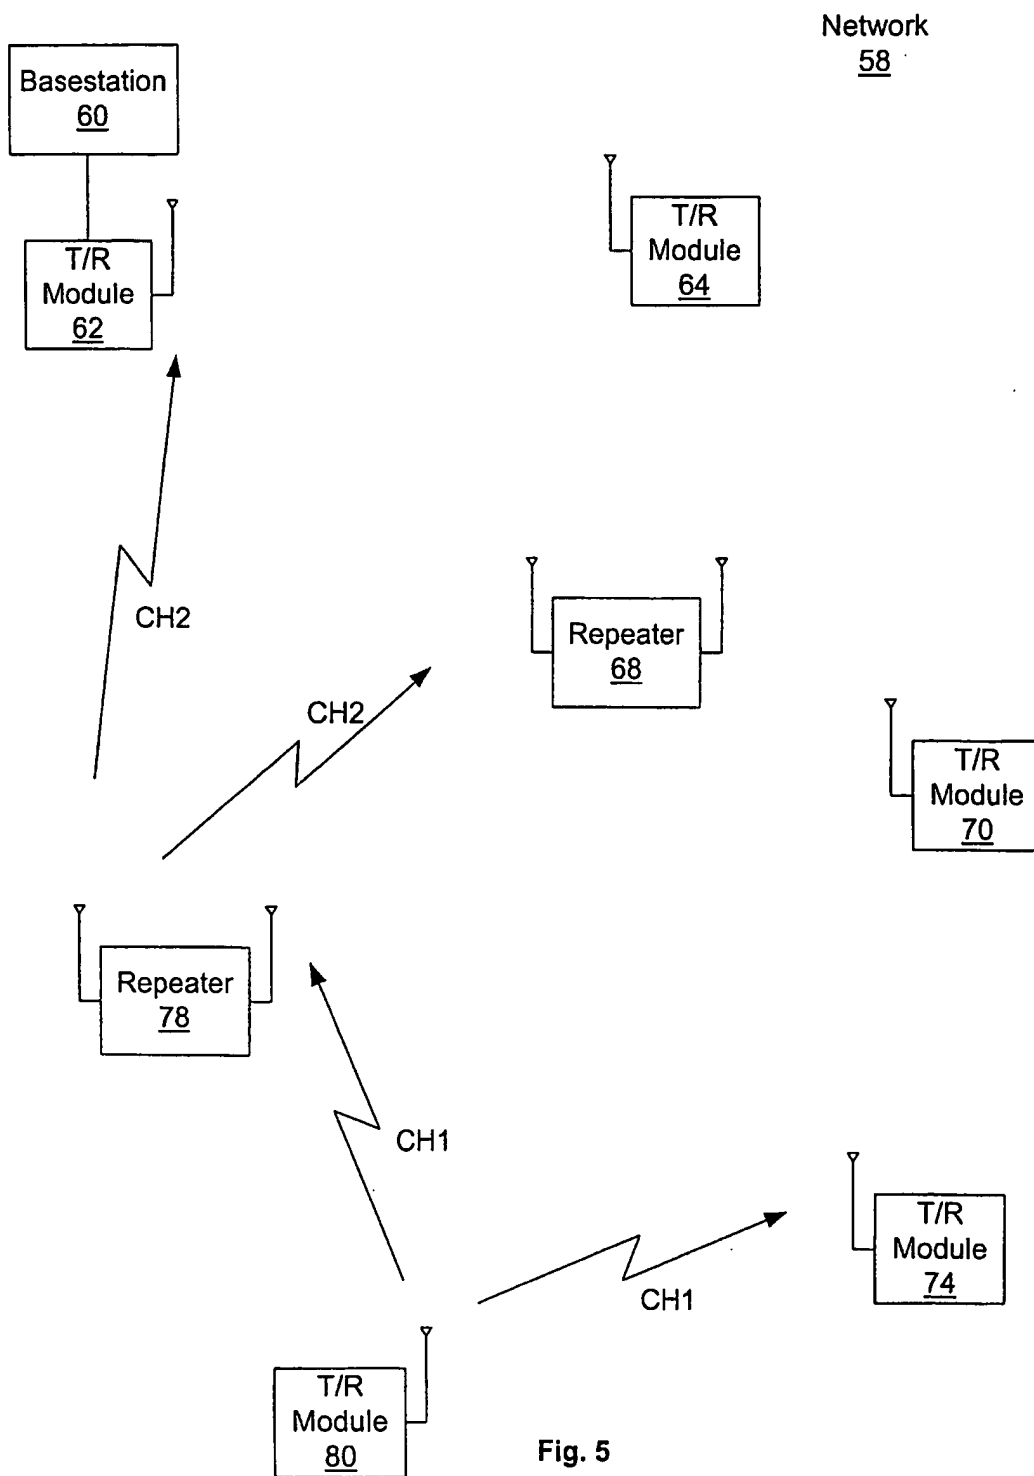 Network
58
Basestation
60
T/R
Module
62
T/R
Module
64
CH2
Repeater
68
CH2
T/R
Module
70
Repeater
78
CH1
T/R
Module
74
CH1
T/R
Module
80
Fig. 5